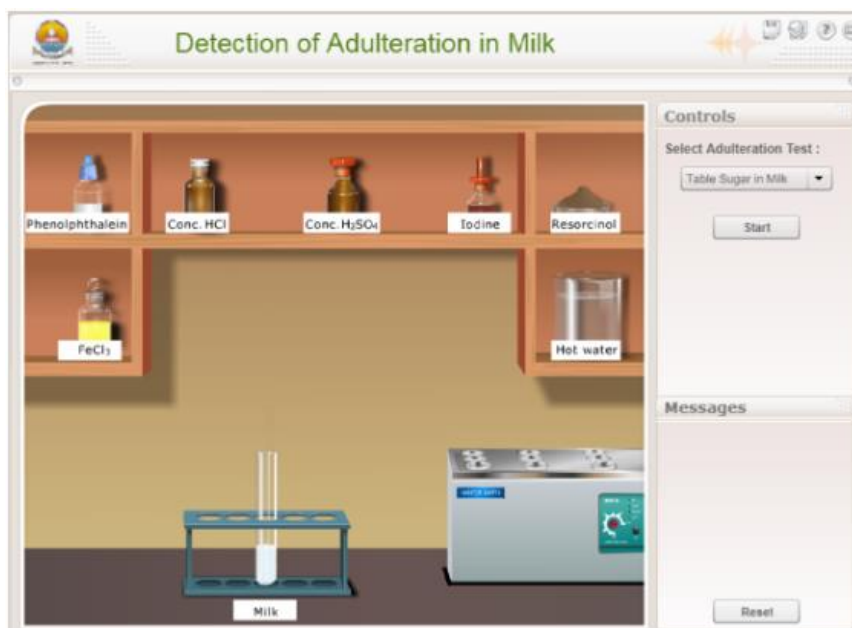 Detection of Adulteration in Milk
Controls
Select Adulteration Test :
Table Sugar in Milk
Start
Phenolphthalein
Conc. HCl
Conc. H₂SO₄
Iodine
Resorcinol
FeCl₃
Hot water
Messages
Milk
Reset